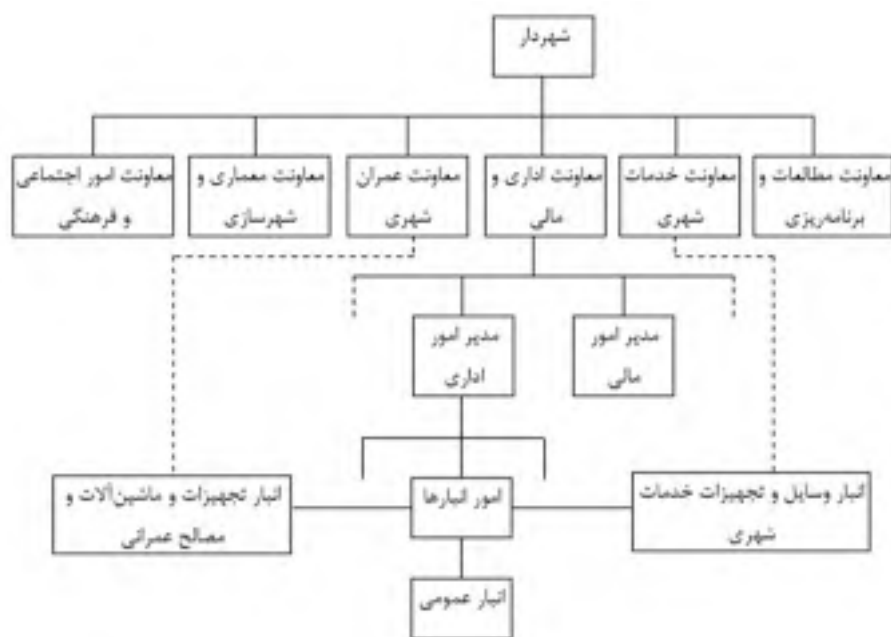 شهردار
معاونت مطالعات و
برنامه‌ریزی
معاونت خدمات
شهری
معاونت اداری و
مالی
معاونت عمران
شهری
معاونت معماری و
شهرسازی
معاونت امور اجتماعی
و فرهنگی
مدیر امور
مالی
مدیر امور
اداری
انبار وسایل و تجهیزات خدمات
شهری
امور انبارها
انبار تجهیزات و ماشین‌آلات و
مصالح عمرانی
انبار عمومی